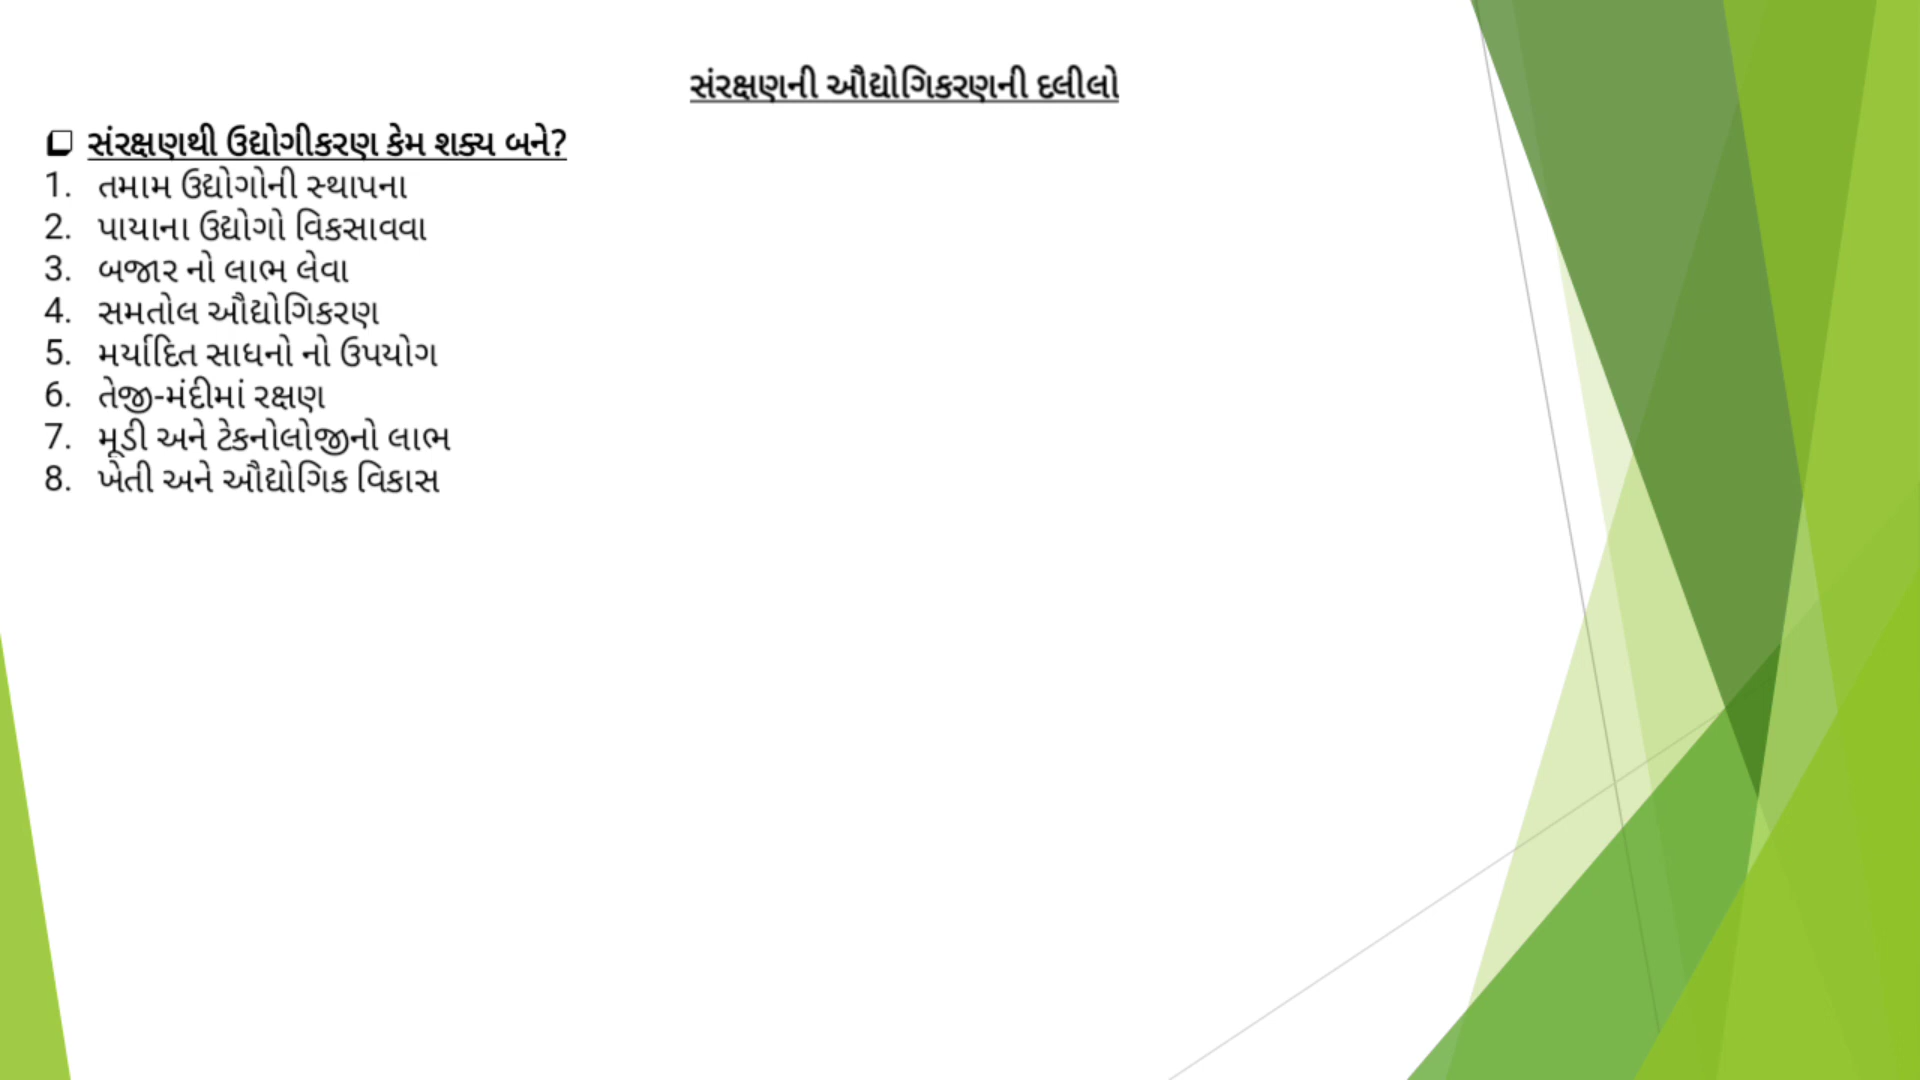 સંરક્ષણની ઔદ્યોગિકરણની દલીલો
સંરક્ષણથી ઉદ્યોગીકરણ કેમ શક્ય બને?
1. તમામ ઉદ્યોગોની સ્થાપના
2. પાયાના ઉદ્યોગો વિકસાવવા
3. બજાર નો લાભ લેવા
4. સમતોલ ઔદ્યોગિકરણ
5. મર્યાદિત સાધનો નો ઉપયોગ
6. તેજી-મંદીમાં રક્ષણ
7. મૂડી અને ટેકનોલોજીનો લાભ
8. ખેતી અને ઔદ્યોગિક વિકાસ